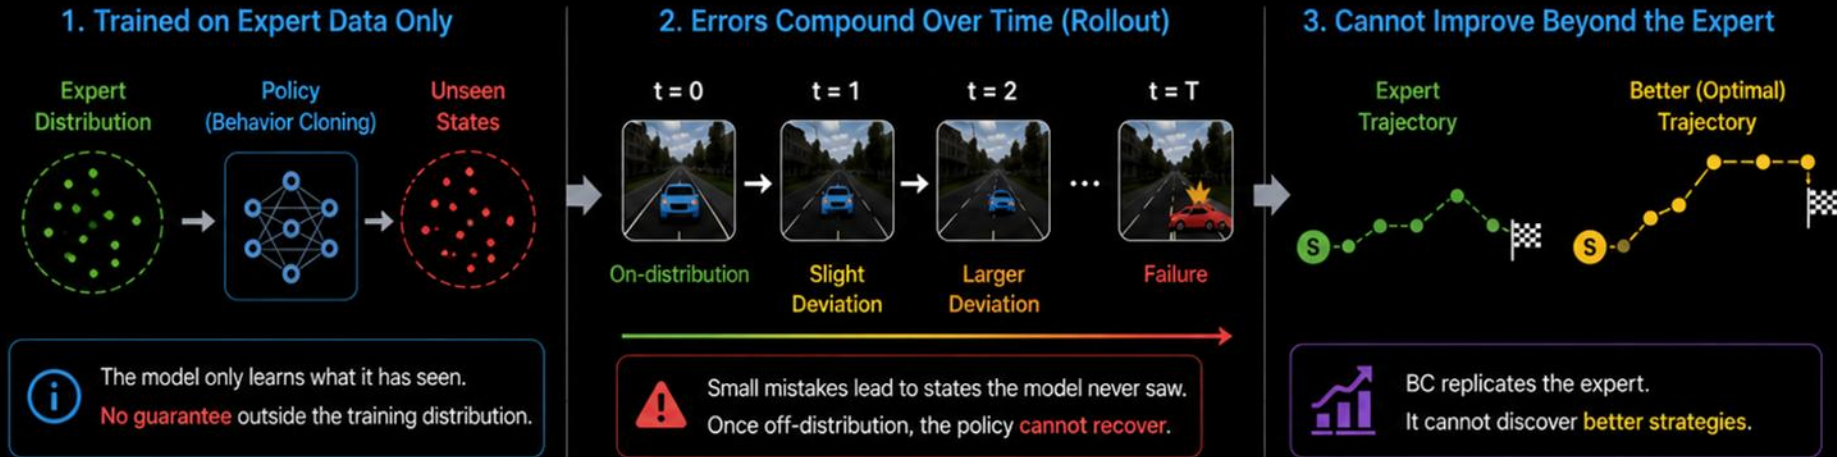 1. Trained on Expert Data Only
Expert
Distribution
Policy
(Behavior Cloning)
Unseen
States
The model only learns what it has seen.
No guarantee outside the training distribution.
2. Errors Compound Over Time (Rollout)
t = 0
t = 1
t = 2
...
t = T
On-distribution
Slight
Deviation
Larger
Deviation
Failure
Small mistakes lead to states the model never saw.
Once off-distribution, the policy cannot recover.
3. Cannot Improve Beyond the Expert
Expert
Trajectory
Better (Optimal)
Trajectory
S
S
BC replicates the expert.
It cannot discover better strategies.